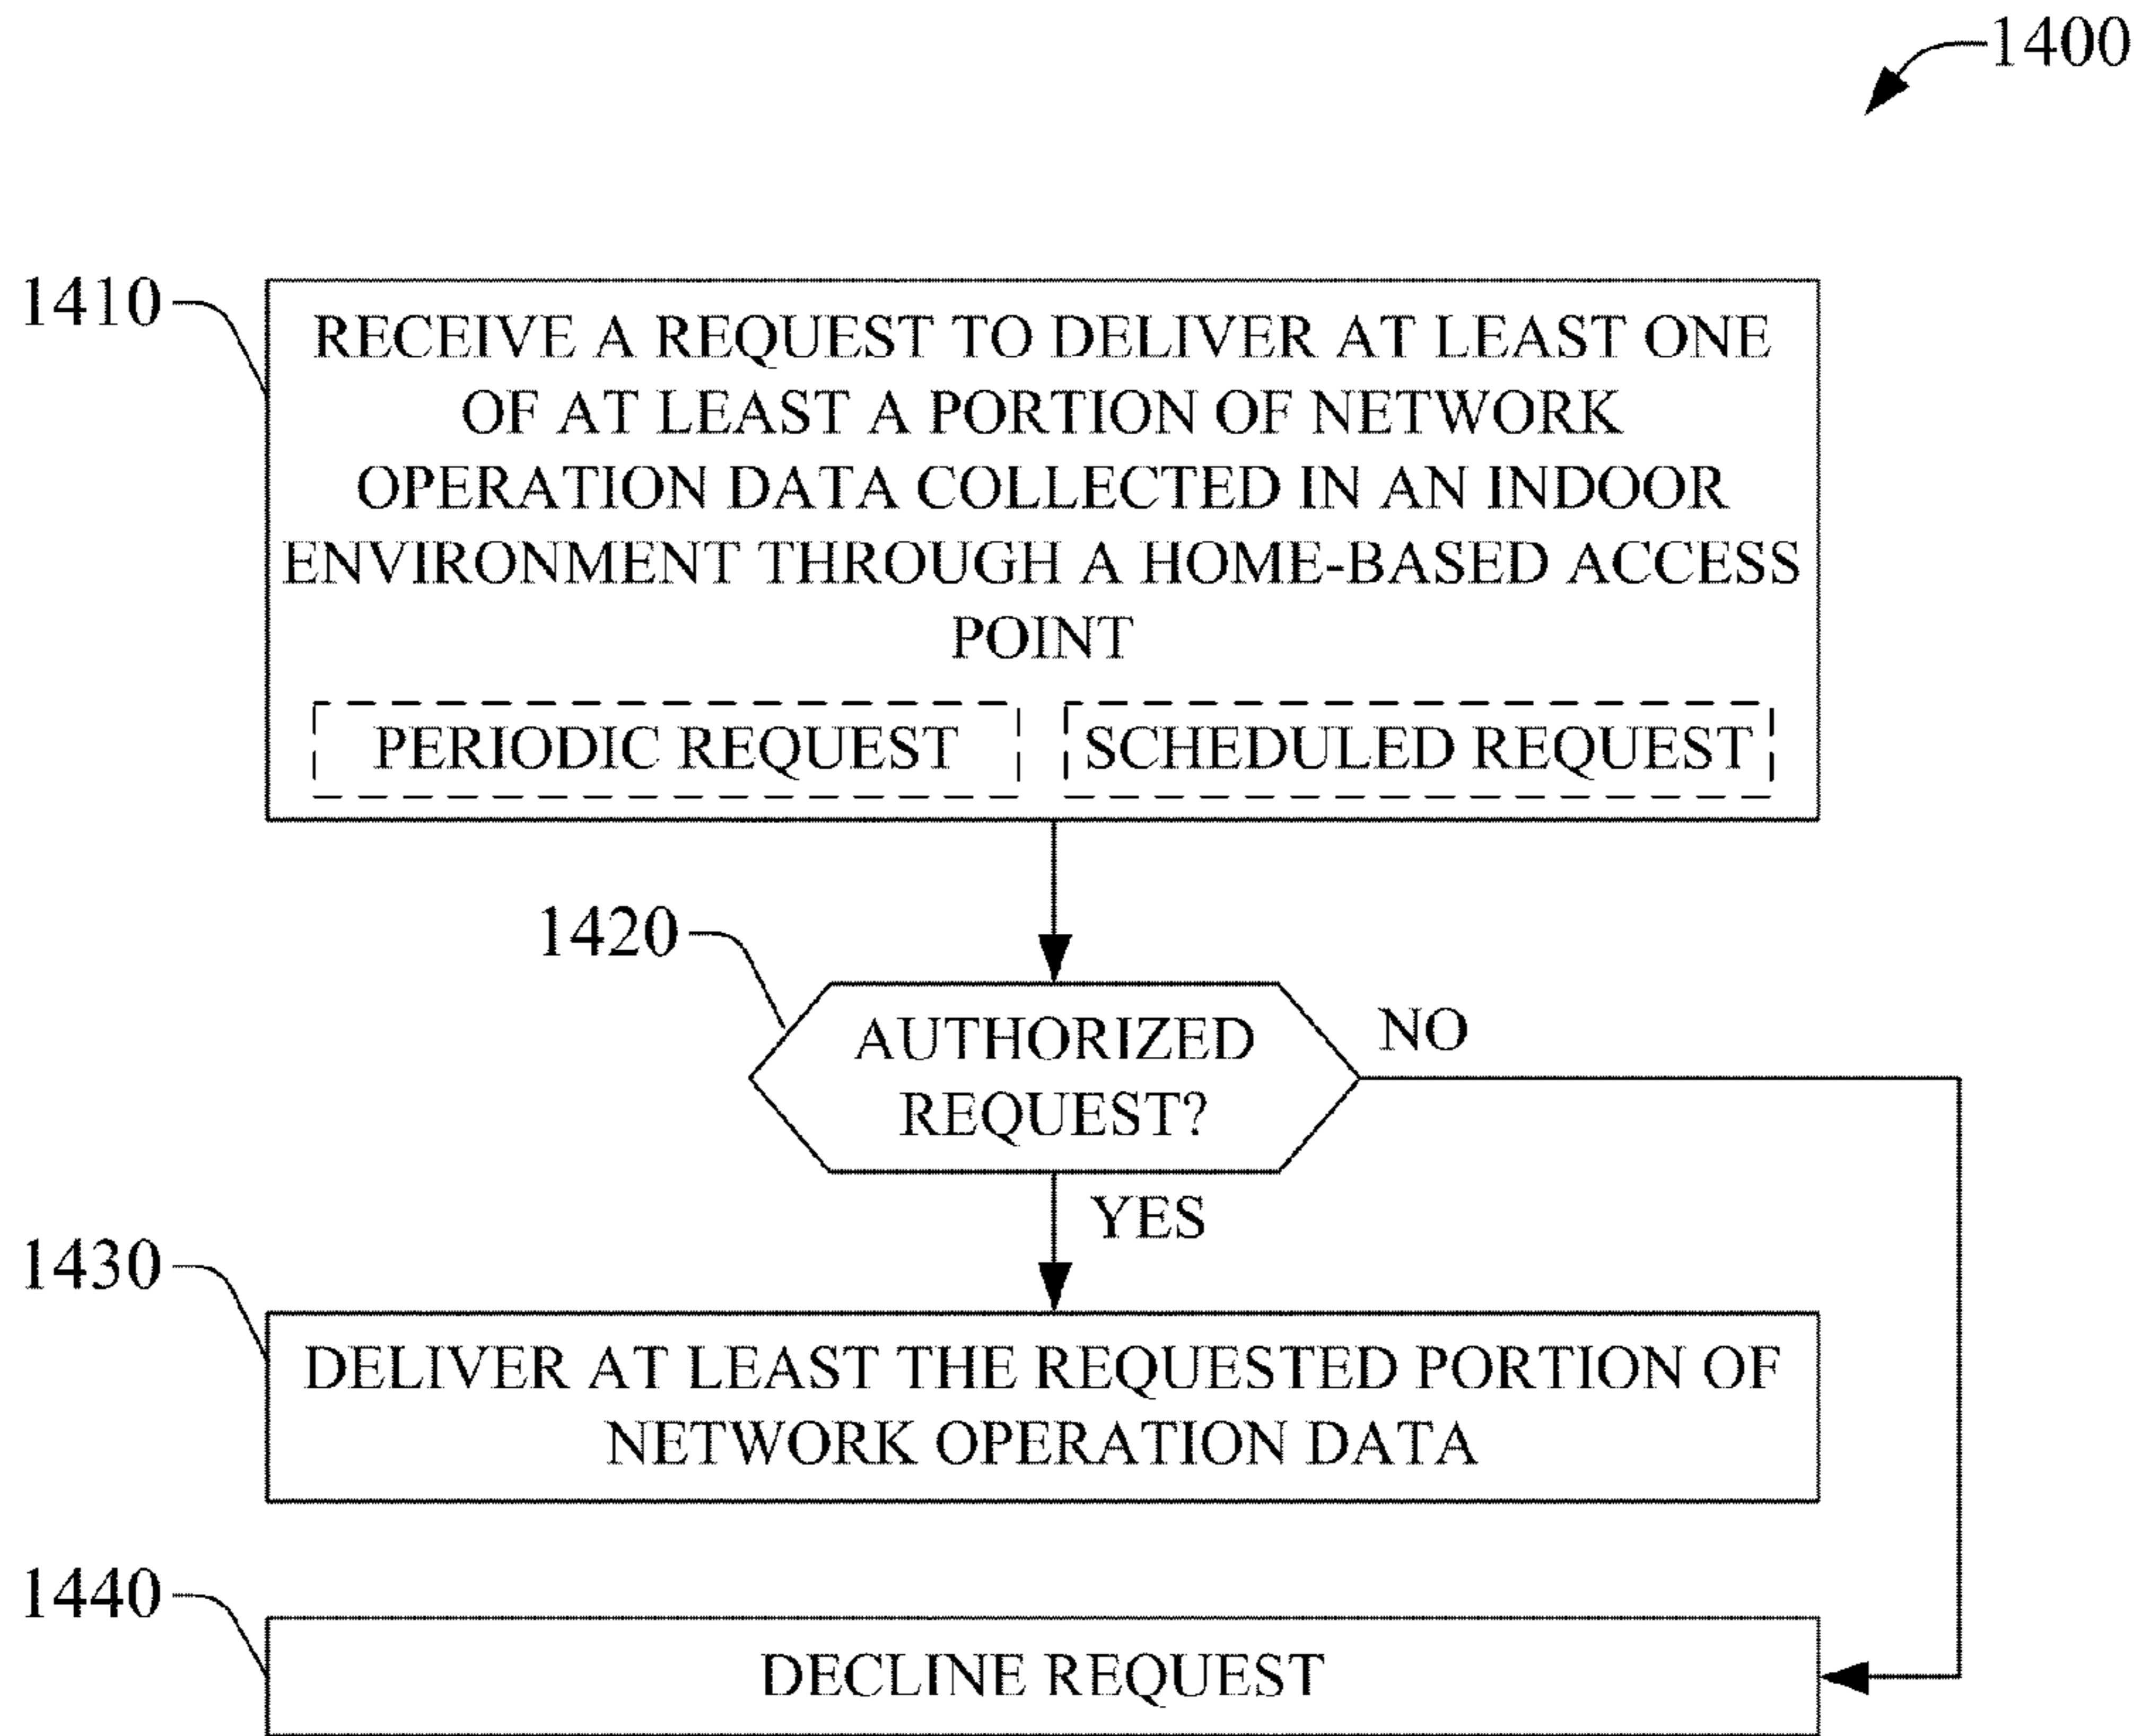 1400
1410
RECEIVE A REQUEST TO DELIVER AT LEAST ONE
OF AT LEAST A PORTION OF NETWORK
OPERATION DATA COLLECTED IN AN INDOOR
ENVIRONMENT THROUGH A HOME-BASED ACCESS
POINT
PERIODIC REQUEST
SCHEDULED REQUEST
1420
AUTHORIZED
REQUEST?
NO
YES
1430
DELIVER AT LEAST THE REQUESTED PORTION OF
NETWORK OPERATION DATA
1440
DECLINE REQUEST